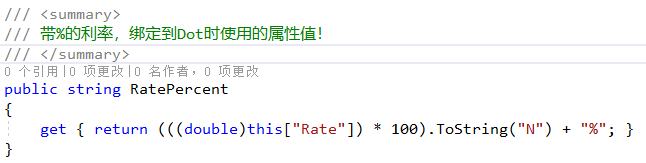 /// <summary>
/// 带%的利率，绑定到Dot时使用的属性值！
/// </summary>
0 个引用|0 项更改|0 名作者，0 项更改
public string RatePercent
{
get { return (((double)this["Rate"]) * 100).ToString("N") + "%"; }
}